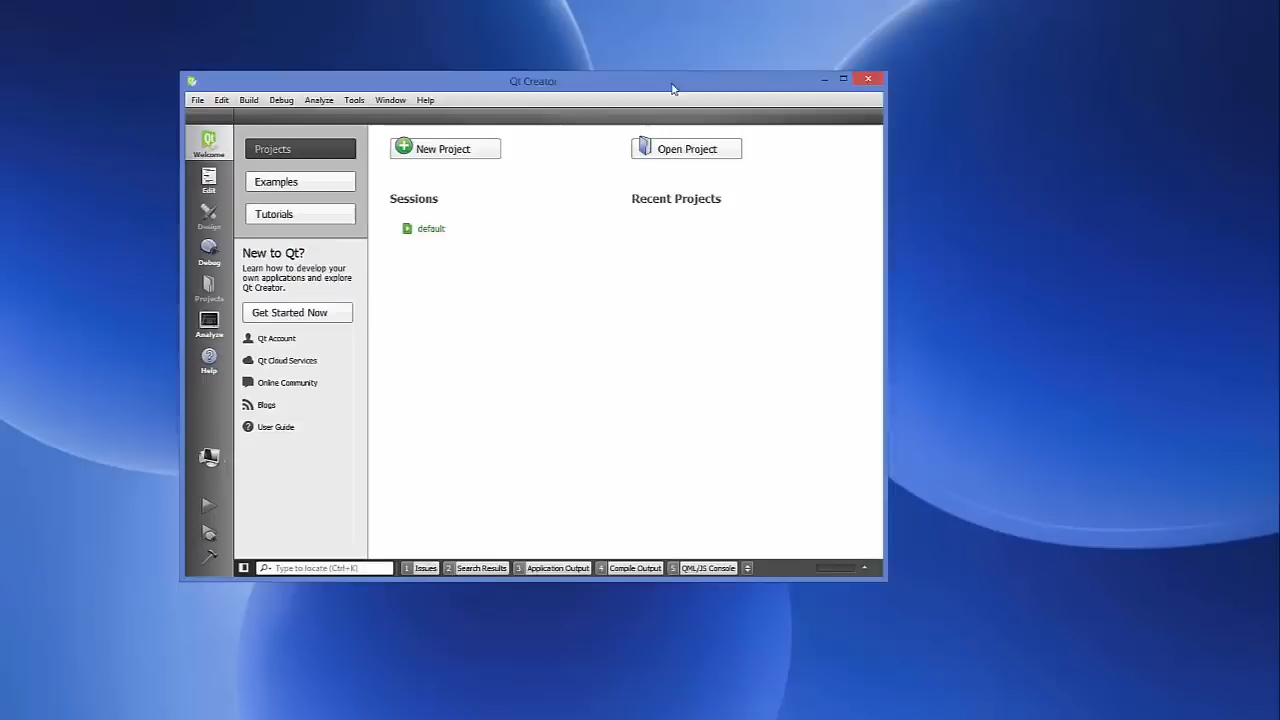 Qt Creator
File Edit Build Debug Analyze Tools Window Help
Qt
Welcome
Edit
Design
Debug
Projects
Analyze
Help
Projects
Examples
Tutorials
New to Qt?
Learn how to develop your
own applications and explore
Qt Creator.
Get Started Now
Qt Account
Qt Cloud Services
Online Community
Blogs
User Guide
New Project
Open Project
Sessions
Recent Projects
default
Type to locate (Ctrl+K)
1 Issues 2 Search Results 3 Application Output 4 Compile Output 5 QML/JS Console